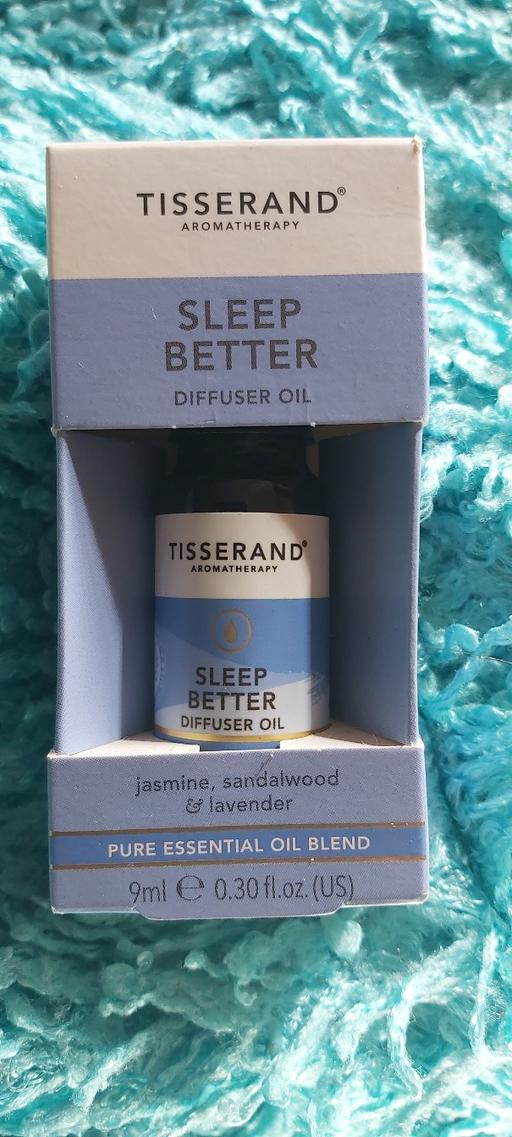 TISSERAND®
AROMATHERAPY
SLEEP
BETTER
DIFFUSER OIL
TISSERAND®
AROMATHERAPY
SLEEP
BETTER
DIFFUSER OIL
jasmine, sandalwood
& lavender
PURE ESSENTIAL OIL BLEND
9ml ℮ 0.30 fl.oz. (US)